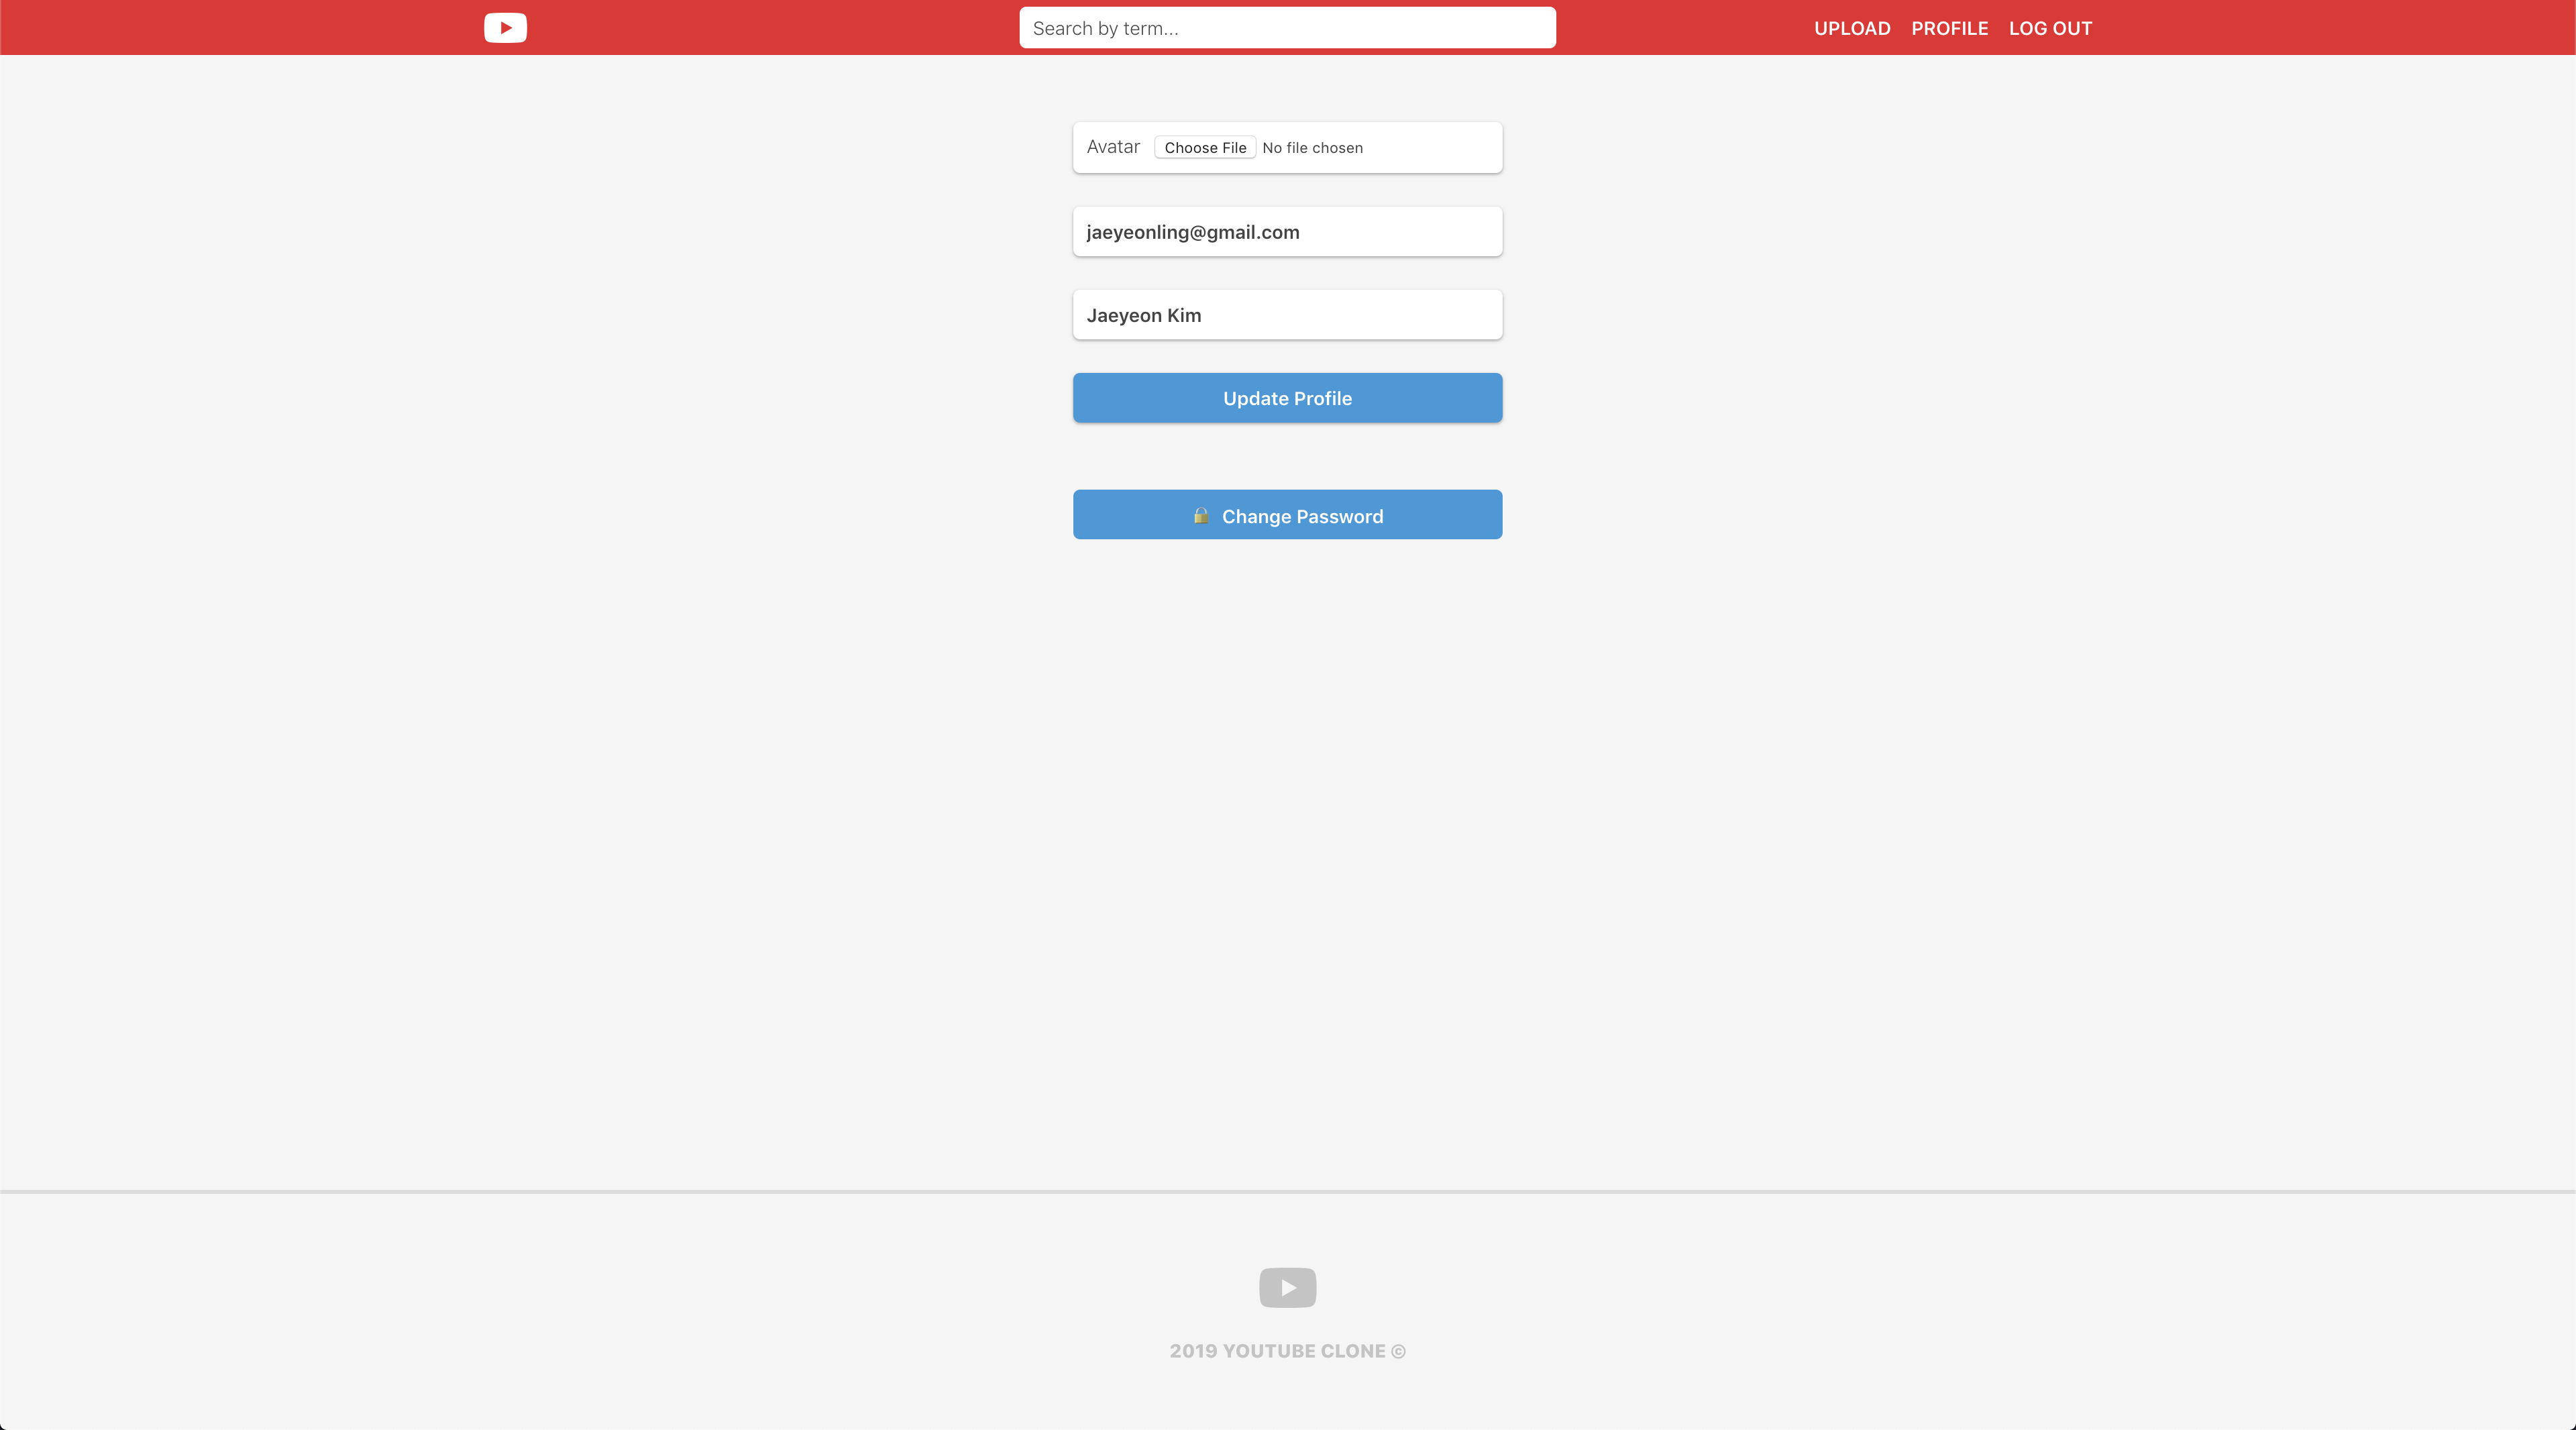 Search by term...
UPLOAD PROFILE LOG OUT
Avatar Choose File No file chosen
jaeyeonling@gmail.com
Jaeyeon Kim
Update Profile
🔒 Change Password
2019 YOUTUBE CLONE ©